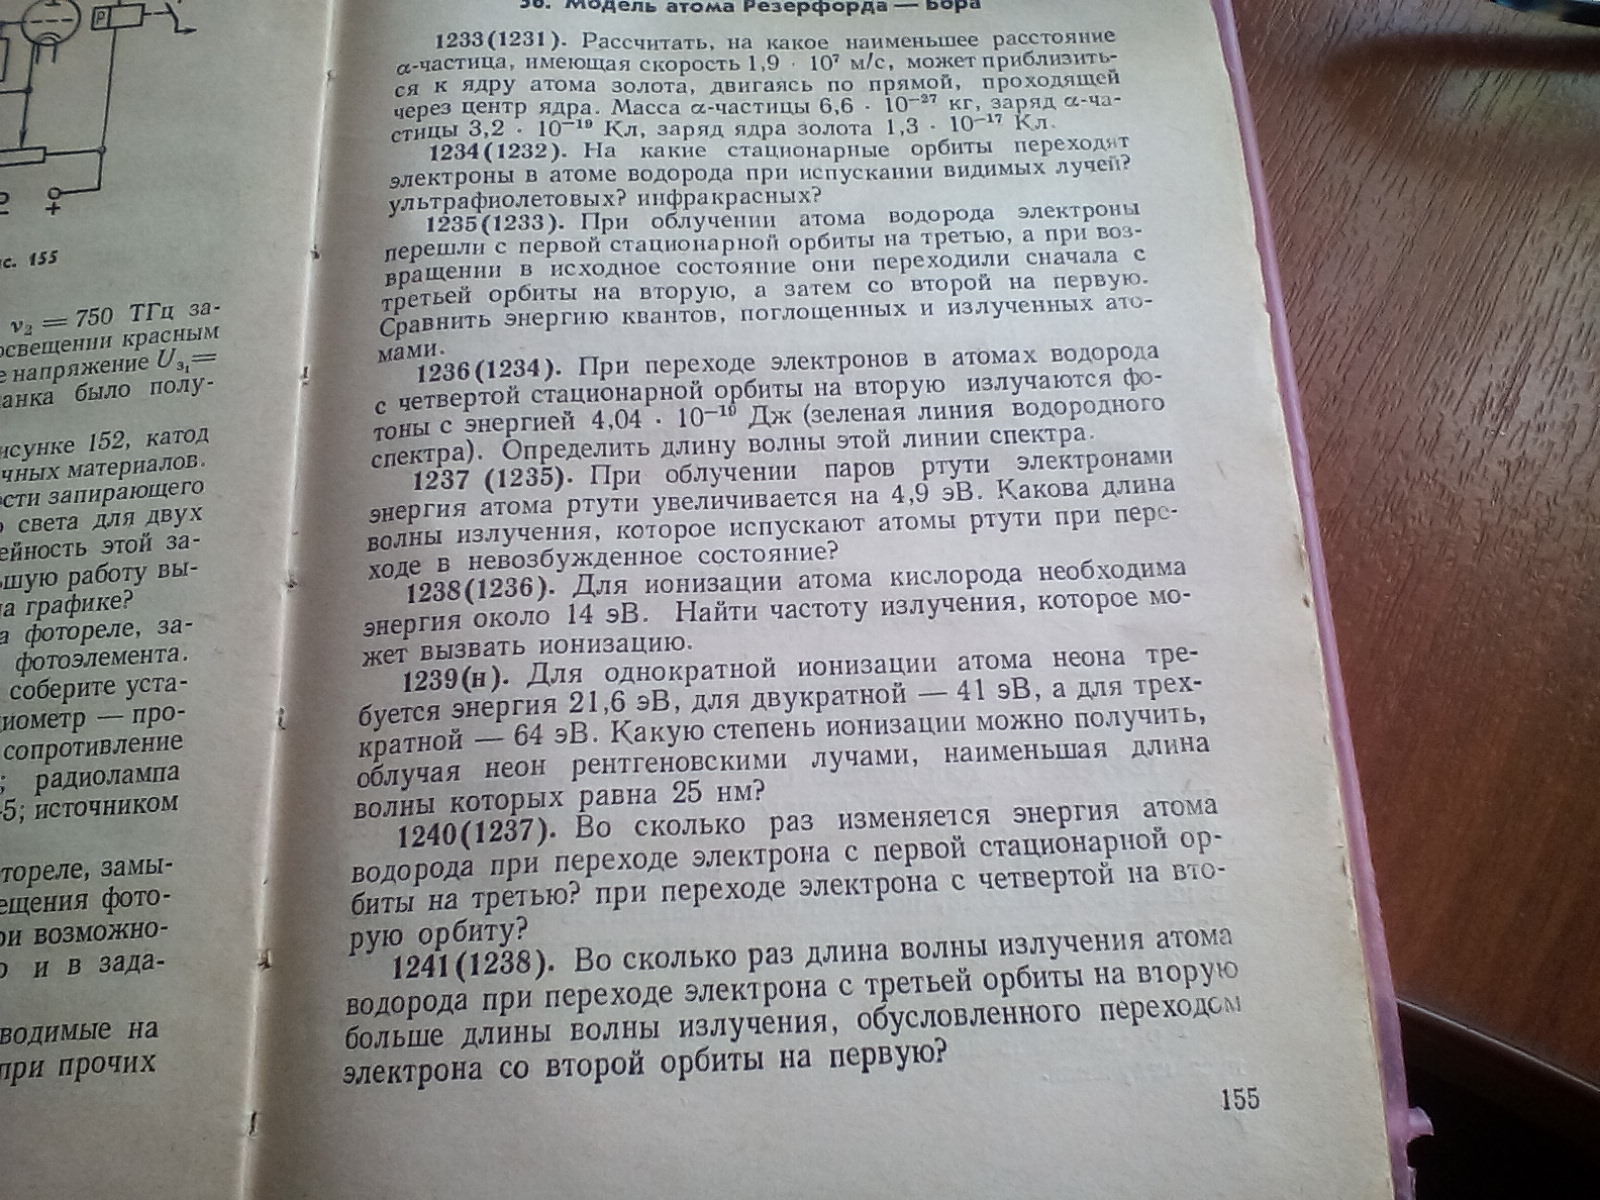 P
+
с. 155
ν₂ = 750 ТГц за-
освещении красным
е напряжение Uз₁ =
было полу-
исунке 152, катод
чных материалов.
ости запирающего
света для двух
ейность этой за-
ьшую работу вы-
на графике?
а фотореле, за-
фотоэлемента.
соберите уста-
циометр — про-
сопротивление
; радиолампа
5; источником
тореле, замы-
ещения фото-
ри возможно-
и в зада-
водимые на
при прочих
56. Модель атома Резерфорда — Бора
1233(1231). Рассчитать, на какое наименьшее расстояние
α-частица, имеющая скорость 1,9 · 10⁷ м/с, может приблизить-
ся к ядру атома золота, двигаясь по прямой, проходящей
через центр ядра. Масса α-частицы 6,6 · 10⁻²⁷ кг, заряд α-ча-
стицы 3,2 · 10⁻¹⁹ Кл, заряд ядра золота 1,3 · 10⁻¹⁷ Кл.
1234(1232). На какие стационарные орбиты переходят
электроны в атоме водорода при испускании видимых лучей?
ультрафиолетовых? инфракрасных?
1235(1233). При облучении атома водорода электроны
перешли с первой стационарной орбиты на третью, а при воз-
вращении в исходное состояние они переходили сначала с
третьей орбиты на вторую, а затем со второй на первую.
Сравнить энергию квантов, поглощенных и излученных ато-
мами.
1236(1234). При переходе электронов в атомах водорода
с четвертой стационарной орбиты на вторую излучаются фо-
тоны с энергией 4,04 · 10⁻¹⁹ Дж (зеленая линия водородного
спектра). Определить длину волны этой линии спектра.
1237 (1235). При облучении паров ртути электронами
энергия атома ртути увеличивается на 4,9 эВ. Какова длина
волны излучения, которое испускают атомы ртути при пере-
ходе в невозбужденное состояние?
1238(1236). Для ионизации атома кислорода необходима
энергия около 14 эВ. Найти частоту излучения, которое мо-
жет вызвать ионизацию.
1239(н). Для однократной ионизации атома неона тре-
буется энергия 21,6 эВ, для двукратной — 41 эВ, а для трех-
кратной — 64 эВ. Какую степень ионизации можно получить,
облучая неон рентгеновскими лучами, наименьшая длина
волны которых равна 25 нм?
1240(1237). Во сколько раз изменяется энергия атома
водорода при переходе электрона с первой стационарной ор-
биты на третью? при переходе электрона с четвертой на вто-
рую орбиту?
1241(1238). Во сколько раз длина волны излучения атома
водорода при переходе электрона с третьей орбиты на вторую
больше длины волны излучения, обусловленного переходом
электрона со второй орбиты на первую?
155